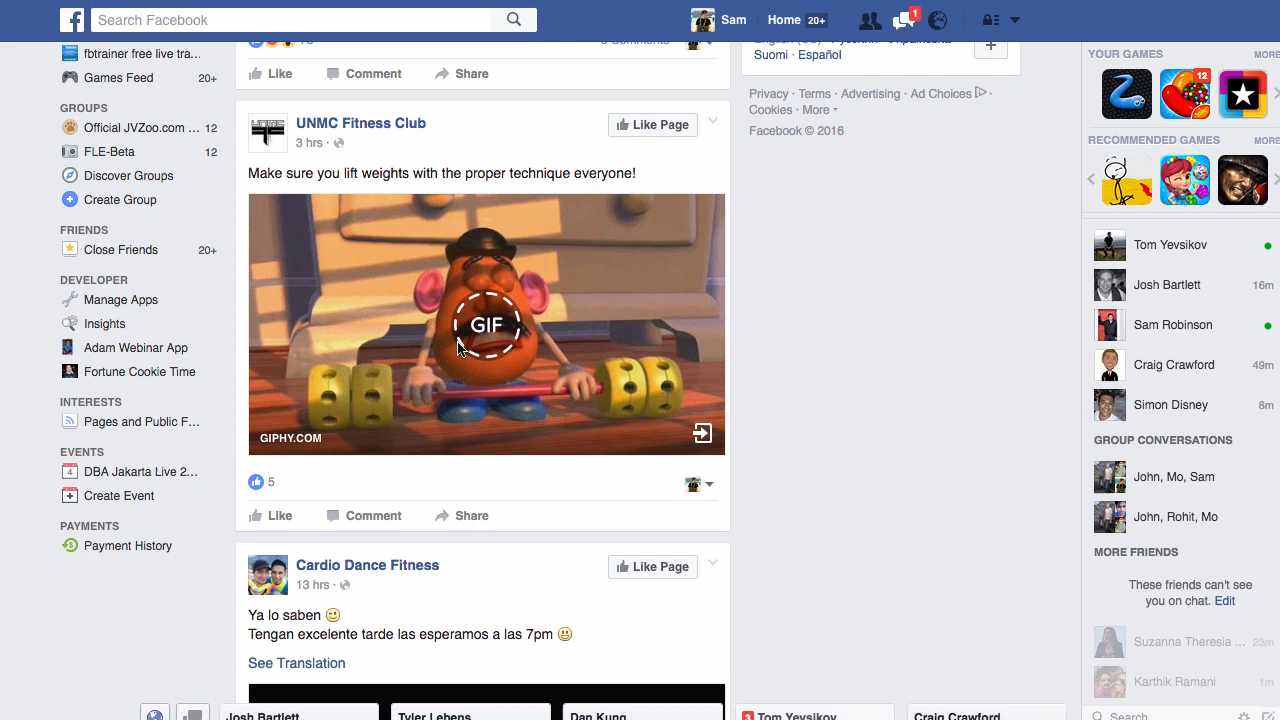 Search Facebook
Sam
Home 20+
1
fbtrainer free live tra...
Games Feed 20+
GROUPS
Official JVZoo.com ... 12
FLE-Beta 12
Discover Groups
Create Group
FRIENDS
Close Friends 20+
DEVELOPER
Manage Apps
Insights
Adam Webinar App
Fortune Cookie Time
INTERESTS
Pages and Public F...
EVENTS
4 DBA Jakarta Live 2...
Create Event
PAYMENTS
Payment History
Like Comment Share
UNMC Fitness Club
3 hrs ·
Like Page
Make sure you lift weights with the proper technique everyone!
GIF
GIPHY.COM
5
Like Comment Share
Cardio Dance Fitness
13 hrs ·
Like Page
Ya lo saben
Tengan excelente tarde las esperamos a las 7pm
See Translation
Suomi · Español
Privacy · Terms · Advertising · Ad Choices ·
Cookies · More
Facebook © 2016
YOUR GAMES MORE
12
RECOMMENDED GAMES MORE
Tom Yevsikov
Josh Bartlett 16m
Sam Robinson
Craig Crawford 49m
Simon Disney 8m
GROUP CONVERSATIONS
John, Mo, Sam
John, Rohit, Mo
MORE FRIENDS
These friends can't see
you on chat. Edit
Suzanna Theresia ... 23m
Karthik Ramani 1m
Search
Josh Bartlett
Tyler Lebens
Dan Kung
3 Tom Yevsikov
Craig Crawford